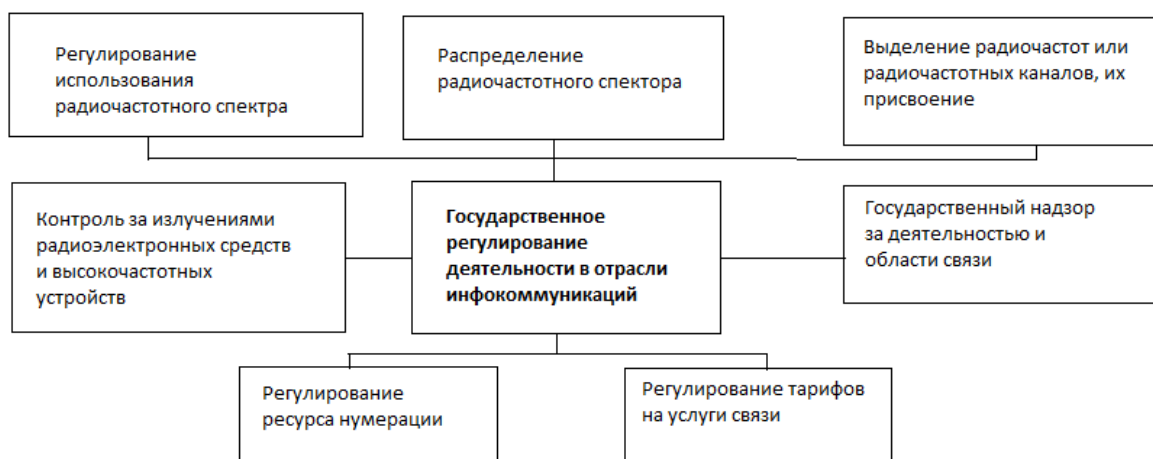 Регулирование
использования
радиочастотного спектра
Распределение
радиочастотного спектора
Выделение радиочастот или
радиочастотных каналов, их
присвоение
Контроль за излучениями
радиоэлектронных средств
и высокочастотных
устройств
Государственное
регулирование
деятельности в отрасли
инфокоммуникаций
Государственный надзор
за деятельностью и
области связи
Регулирование
ресурса нумерации
Регулирование тарифов
на услуги связи